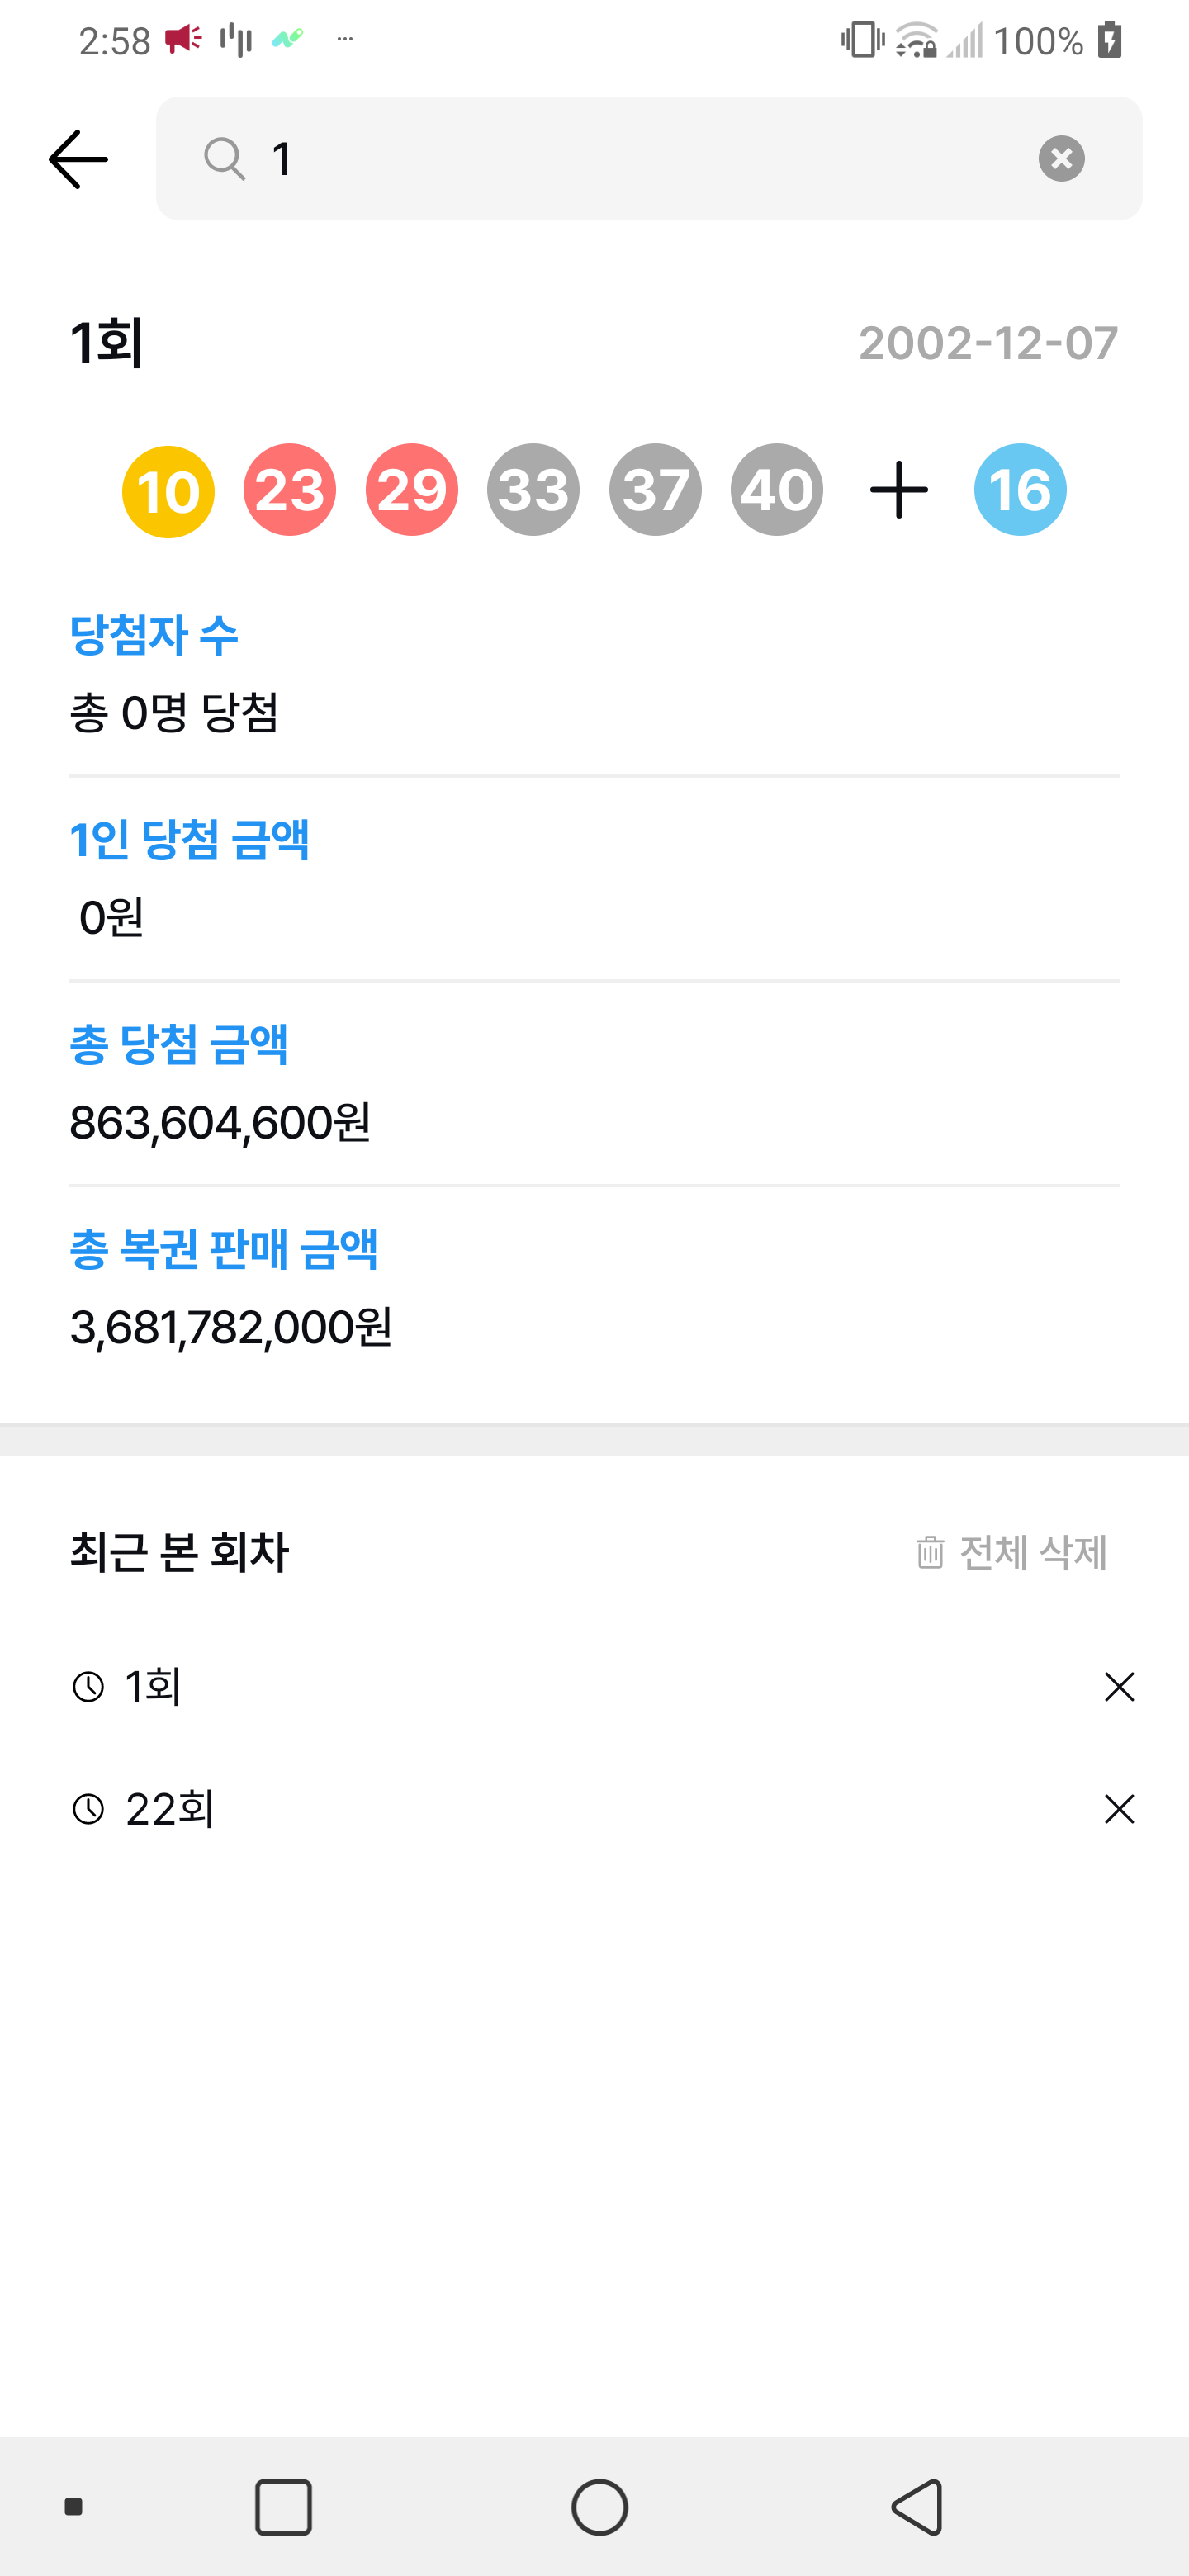 2:58 ... 100%
1
1회 2002-12-07
10 23 29 33 37 40 + 16
당첨자 수
총 0명 당첨
1인 당첨 금액
0원
총 당첨 금액
863,604,600원
총 복권 판매 금액
3,681,782,000원
최근 본 회차 전체 삭제
1회
22회